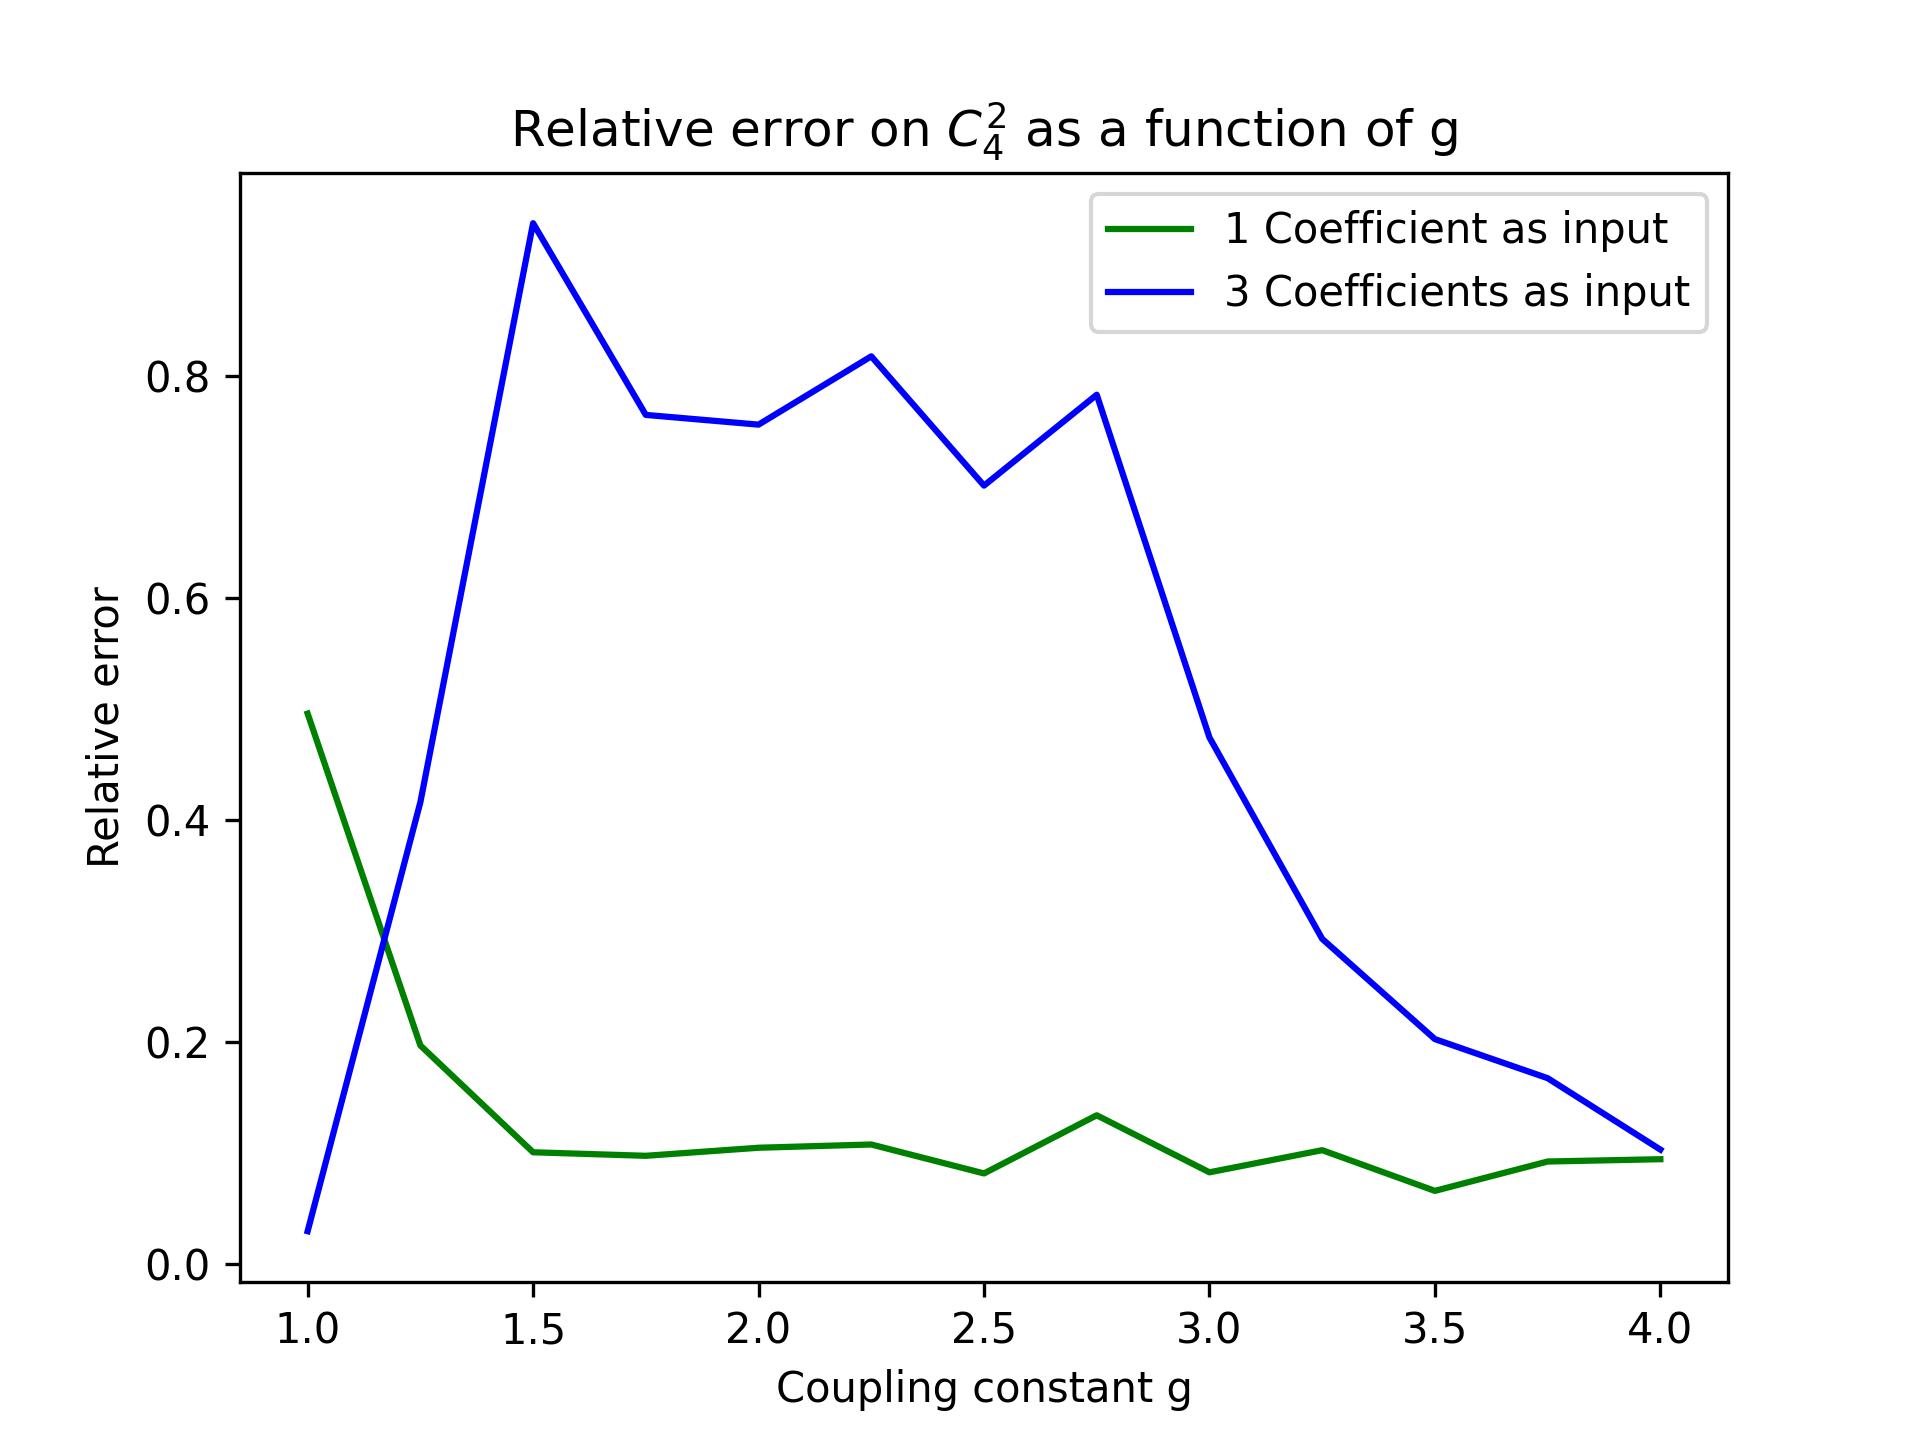 Relative error on $C_4^2$ as a function of g
1 Coefficient as input
3 Coefficients as input
Relative error
0.8
0.6
0.4
0.2
0.0
1.0 1.5 2.0 2.5 3.0 3.5 4.0
Coupling constant g